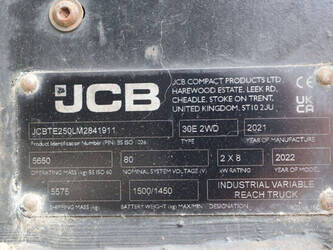 JCB
JCB COMPACT PRODUCTS LTD.
HAREWOOD ESTATE, LEEK RD,
CHEADLE, STOKE ON TRENT,
UNITED KINGDOM, ST10 2JU
CE
UK
CA
JCBTE250LM2841911 30E 2WD 2021
Product Identification Number (PIN) BS ISO TYPE YEAR OF MANUFACTURE
5650 80 2 X 8 2022
OPERATING MASS (kg) BS ISO 60 NOMINAL SYSTEM VOLTAGE (V) kW RATING YEAR OF MODEL
5575 1500/1450 INDUSTRIAL VARIABLE
REACH TRUCK
SHIPPING MASS (kg) BATTERY WEIGHT (kg) MAX/MIN DESIGNATION